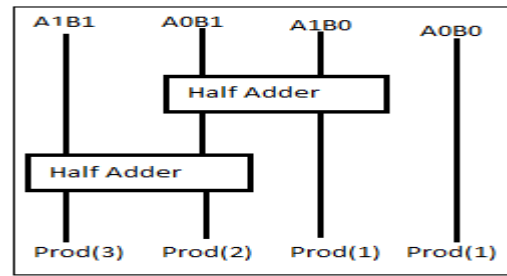 A1B1 A0B1 A1B0 A0B0
Half Adder
Half Adder
Prod(3) Prod(2) Prod(1) Prod(1)